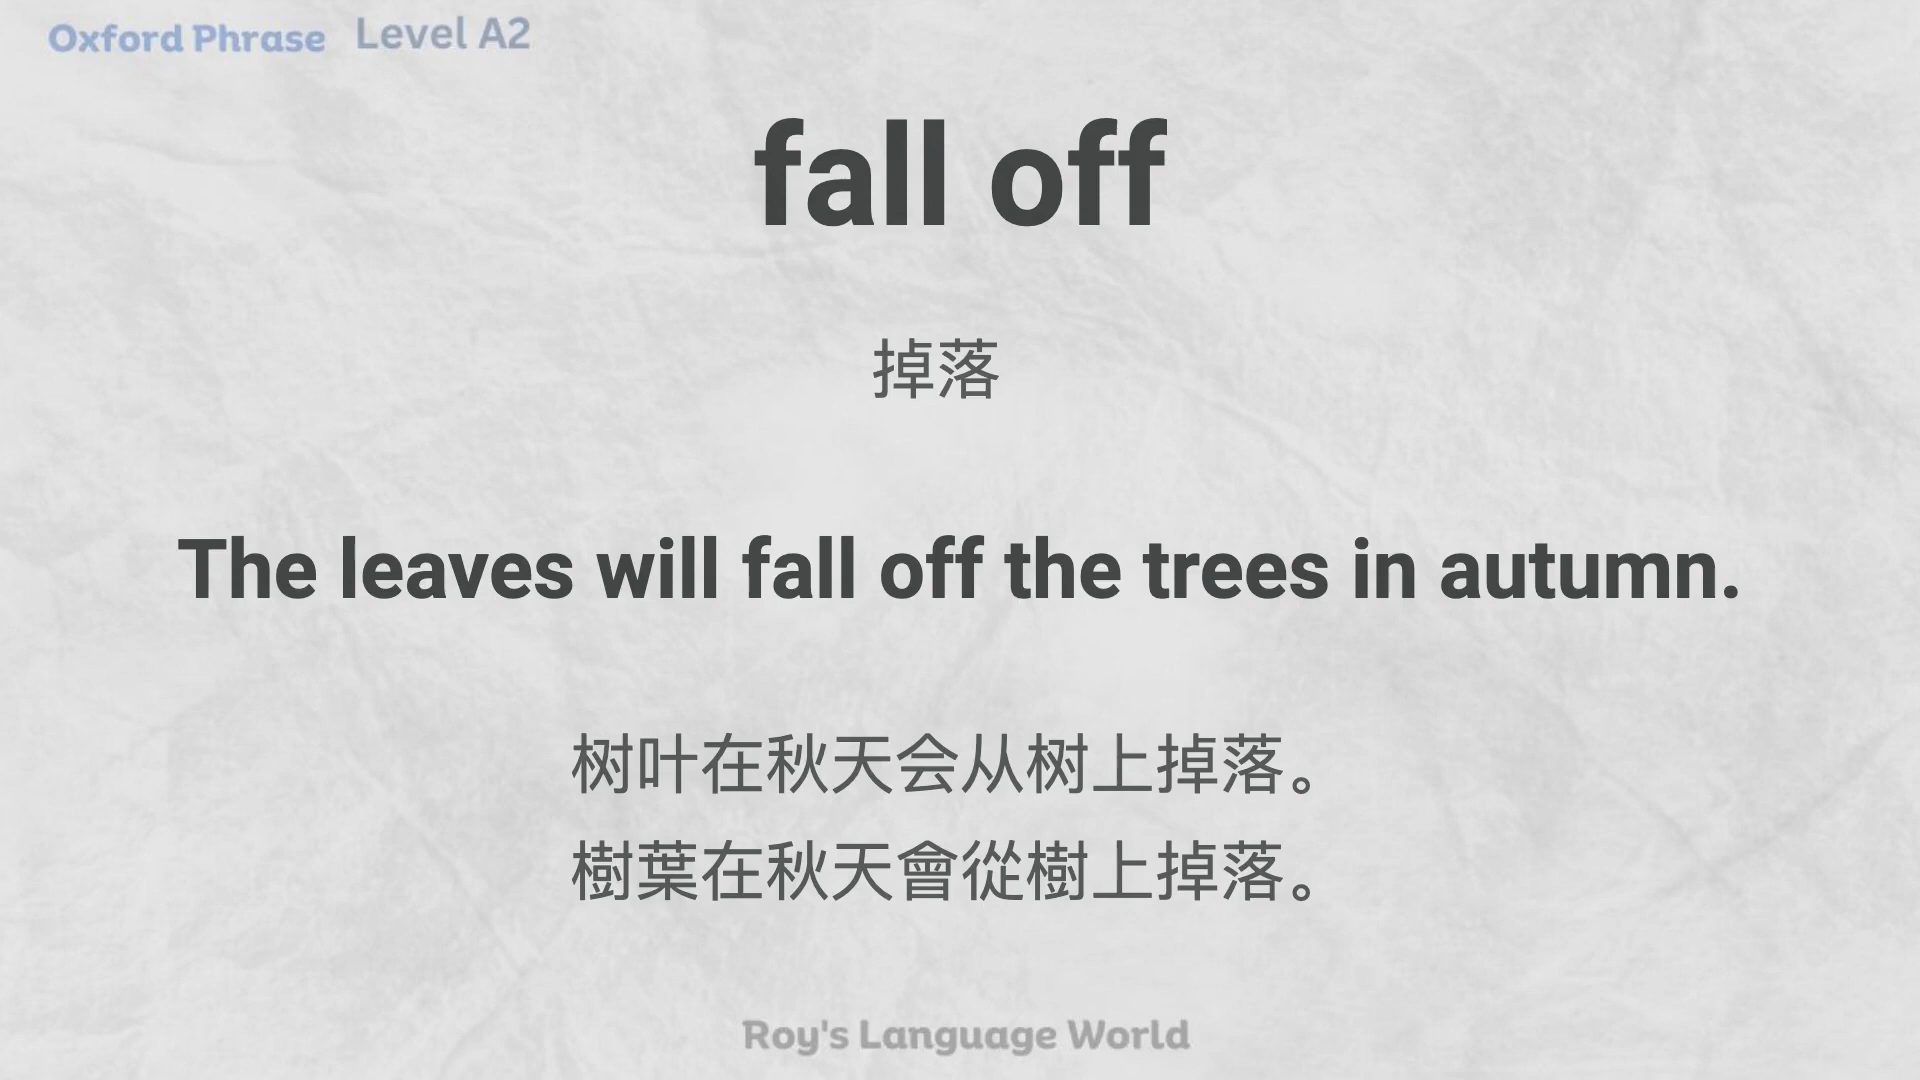 Oxford Phrase Level A2
fall off
掉落
The leaves will fall off the trees in autumn.
树叶在秋天会从树上掉落。
樹葉在秋天會從樹上掉落。
Roy's Language World